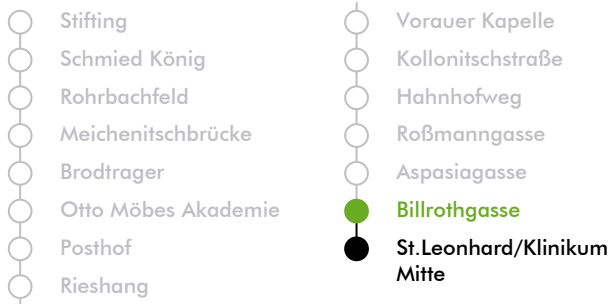 Stifting
Schmied König
Rohrbachfeld
Meichenitschbrücke
Brodtrager
Otto Möbes Akademie
Posthof
Rieshang
Vorauer Kapelle
Kollonitschstraße
Hahnhofweg
Roßmanngasse
Aspasiagasse
Billrothgasse
St.Leonhard/Klinikum
Mitte